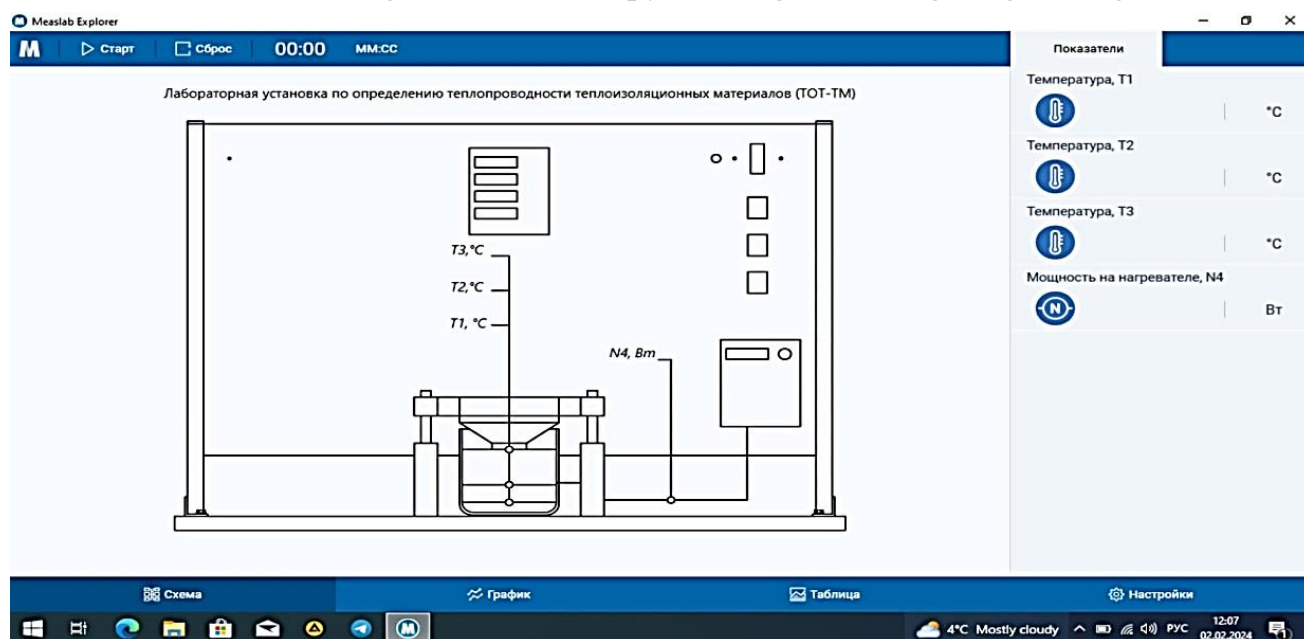 Measlab Explorer
М Старт Сброс 00:00 ММ:СС Показатели
Лабораторная установка по определению теплопроводности теплоизоляционных материалов (ТОТ-ТМ)
T3,°C
T2,°C
T1, °C
N4, Вт
Температура, Т1
°C
Температура, Т2
°C
Температура, Т3
°C
Мощность на нагревателе, N4
N
Вт
Схема График Таблица Настройки
4°C Mostly cloudy РУС 12:07
02.02.2024